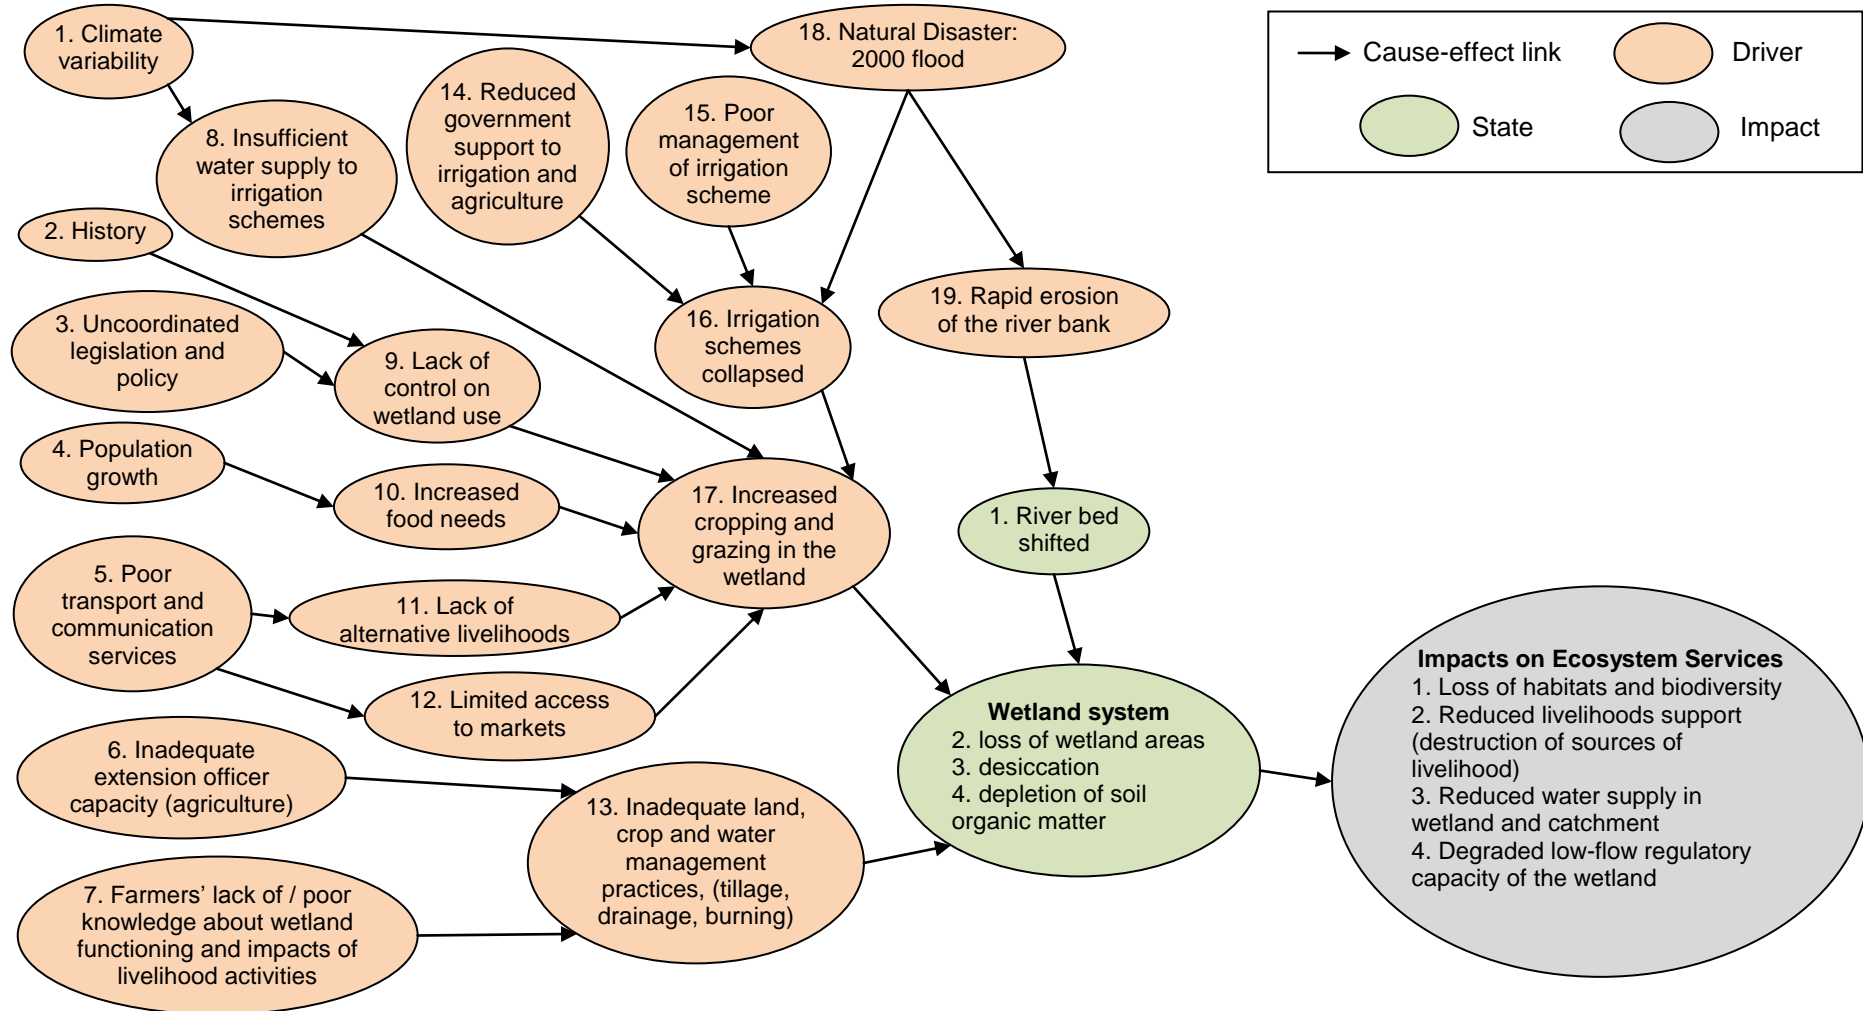 1. Climate
variability
18. Natural Disaster:
2000 flood
Cause-effect link
Driver
State
Impact
14. Reduced
government
support to
irrigation and
agriculture
15. Poor
management
of irrigation
scheme
8. Insufficient
water supply to
irrigation
schemes
2. History
3. Uncoordinated
legislation and
policy
9. Lack of
control on
wetland use
16. Irrigation
schemes
collapsed
19. Rapid erosion
of the river bank
4. Population
growth
10. Increased
food needs
17. Increased
cropping and
grazing in the
wetland
1. River bed
shifted
5. Poor
transport and
communication
services
11. Lack of
alternative livelihoods
12. Limited access
to markets
6. Inadequate
extension officer
capacity (agriculture)
13. Inadequate land,
crop and water
management
practices, (tillage,
drainage, burning)
7. Farmers’ lack of / poor
knowledge about wetland
functioning and impacts of
livelihood activities
Wetland system
2. loss of wetland areas
3. desiccation
4. depletion of soil
organic matter
Impacts on Ecosystem Services
1. Loss of habitats and biodiversity
2. Reduced livelihoods support
(destruction of sources of
livelihood)
3. Reduced water supply in
wetland and catchment
4. Degraded low-flow regulatory
capacity of the wetland